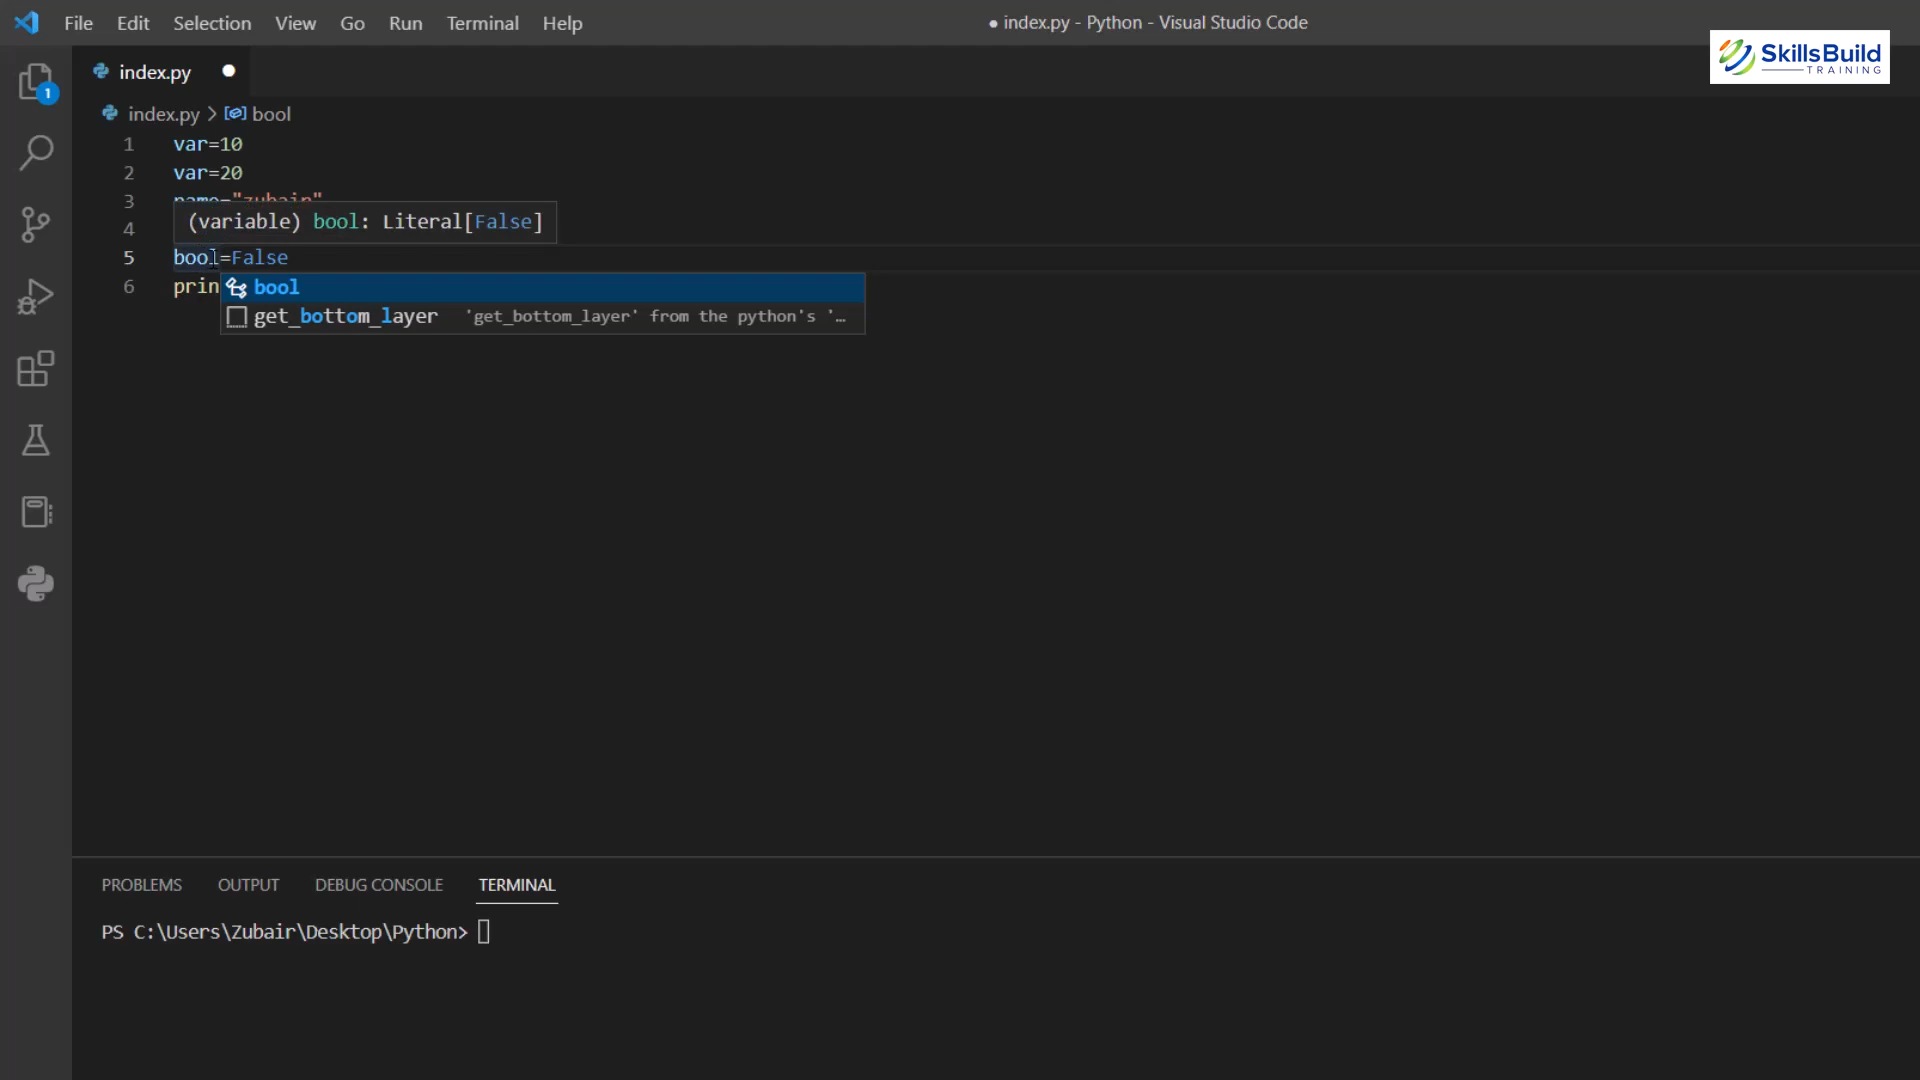 File Edit Selection View Go Run Terminal Help
● index.py - Python - Visual Studio Code
SkillsBuild
TRAINING
index.py
1
index.py > bool
1 var=10
2 var=20
3 name="zubair"
(variable) bool: Literal[False]
4
5 bool=False
6 prin
bool
get_bottom_layer 'get_bottom_layer' from the python's '…
PROBLEMS OUTPUT DEBUG CONSOLE TERMINAL
PS C:\Users\Zubair\Desktop\Python>